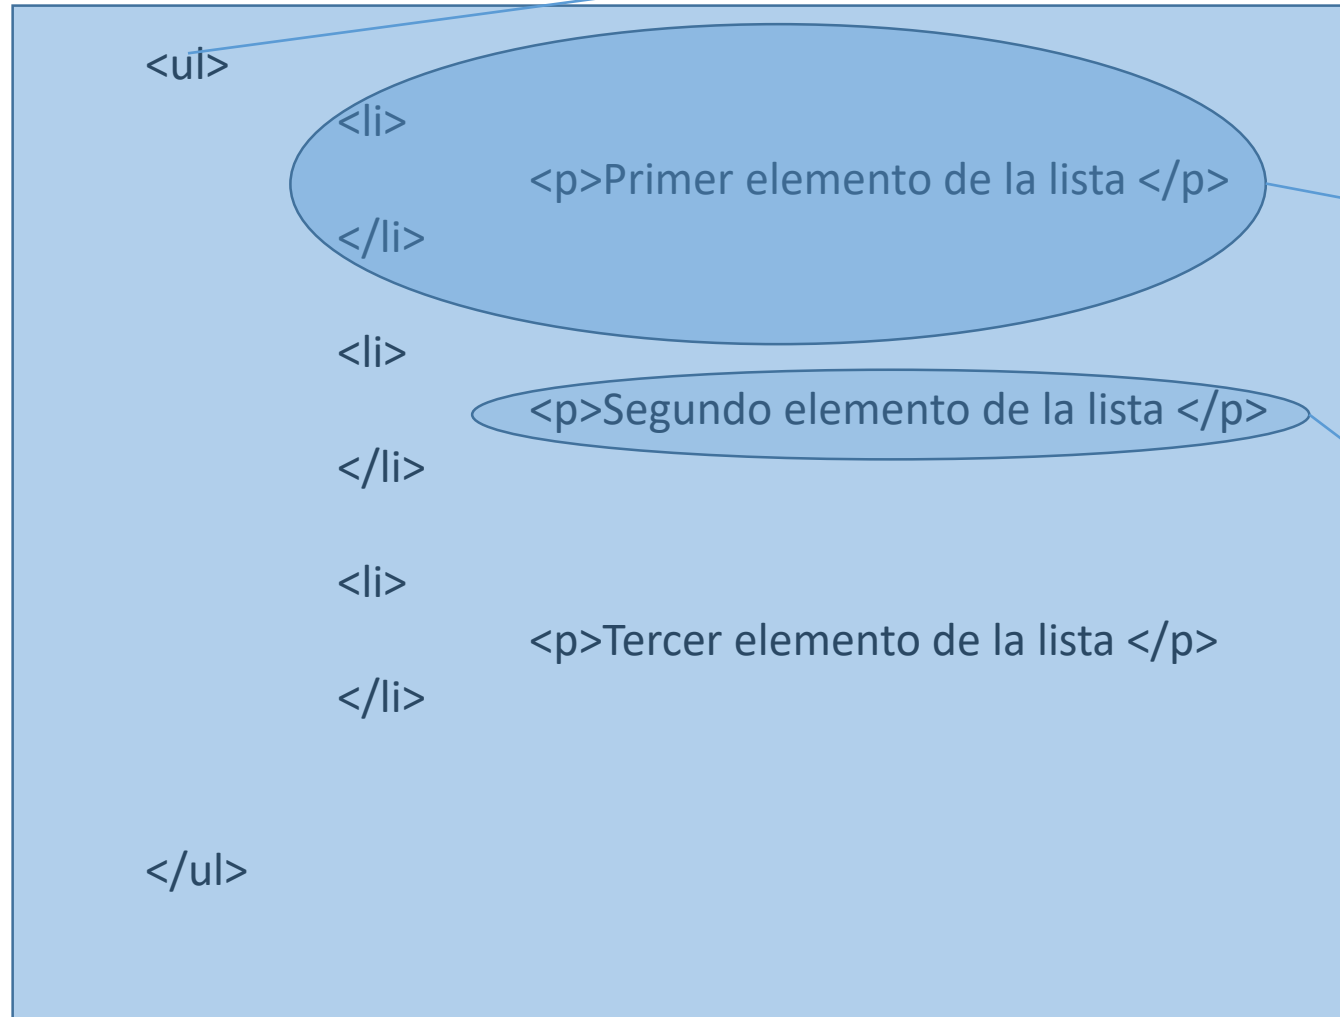 <ul>
<li>
<p>Primer elemento de la lista </p>
</li>
<li>
<p>Segundo elemento de la lista </p>
</li>
<li>
<p>Tercer elemento de la lista </p>
</li>
</ul>